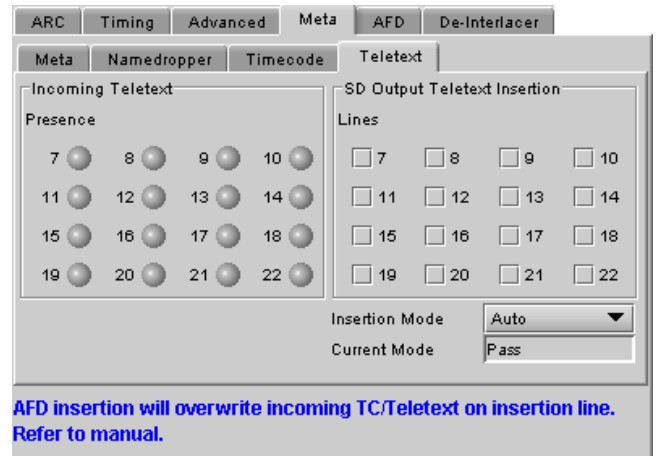 ARC Timing Advanced Meta AFD De-Interlacer
Meta Namedropper Timecode Teletext
Incoming Teletext
Presence
7 8 9 10
11 12 13 14
15 16 17 18
19 20 21 22
SD Output Teletext Insertion
Lines
7 8 9 10
11 12 13 14
15 16 17 18
19 20 21 22
Insertion Mode Auto
Current Mode Pass
AFD insertion will overwrite incoming TC/Teletext on insertion line.
Refer to manual.